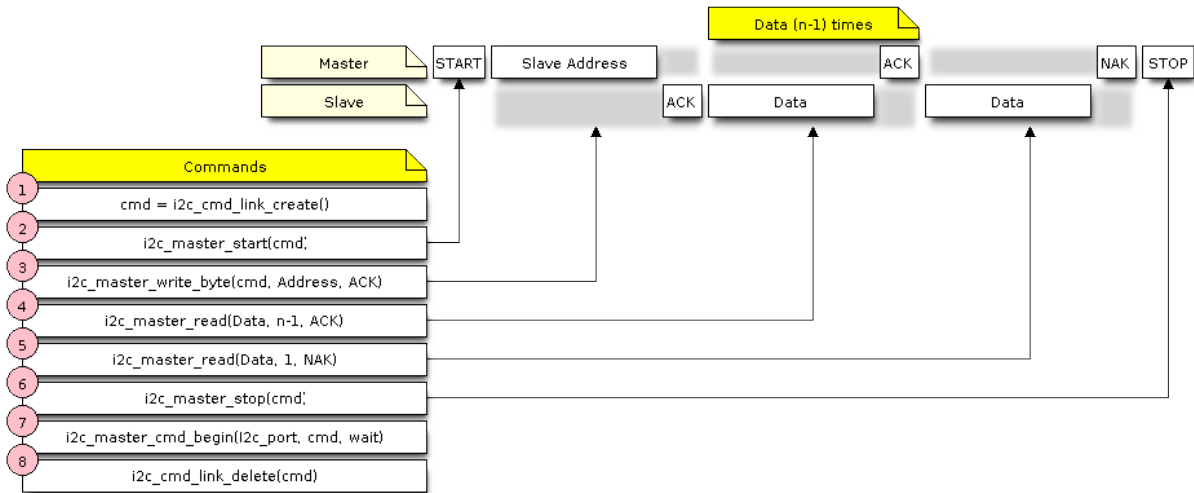 Data (n-1) times
Master START Slave Address ACK NAK STOP
Slave ACK Data Data
Commands
1
cmd = i2c_cmd_link_create()
2
i2c_master_start(cmd)
3
i2c_master_write_byte(cmd, Address, ACK)
4
i2c_master_read(Data, n-1, ACK)
5
i2c_master_read(Data, 1, NAK)
6
i2c_master_stop(cmd)
7
i2c_master_cmd_begin(I2c_port, cmd, wait)
8
i2c_cmd_link_delete(cmd)